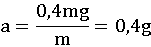 a = 0,4mg / m = 0,4g